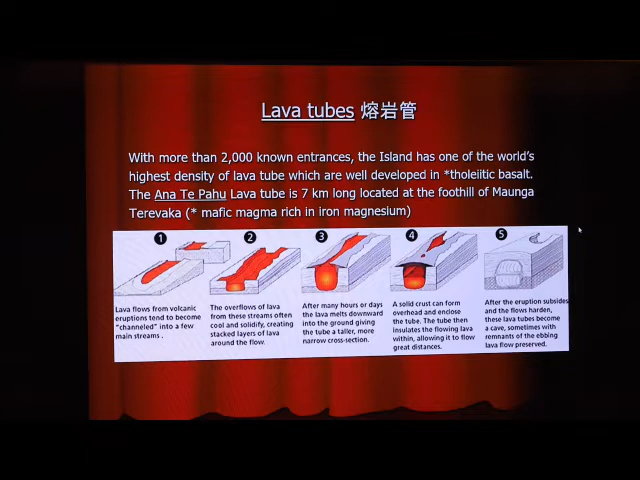 Lava tubes 熔岩管
With more than 2,000 known entrances, the Island has one of the world's
highest density of lava tube which are well developed in *tholeiitic basalt.
The Ana Te Pahu Lava tube is 7 km long located at the foothill of Maunga
Terevaka (* mafic magma rich in iron magnesium)
1
Lava flows from volcanic
eruptions tend to become
"channeled" into a few
main streams .
2
The overflows of lava
from these streams often
cool and solidify, creating
stacked layers of lava
around the flow.
3
After many hours or days
the lava melts downward
into the ground giving
the tube a taller, more
narrow cross-section.
4
A solid crust can form
overhead and enclose
the tube. The tube then
insulates the flowing lava
within, allowing it to flow
great distances.
5
After the eruption subsides
and the flows harden,
these lava tubes become
a cave, sometimes with
remnants of the ebbing
lava flow preserved.